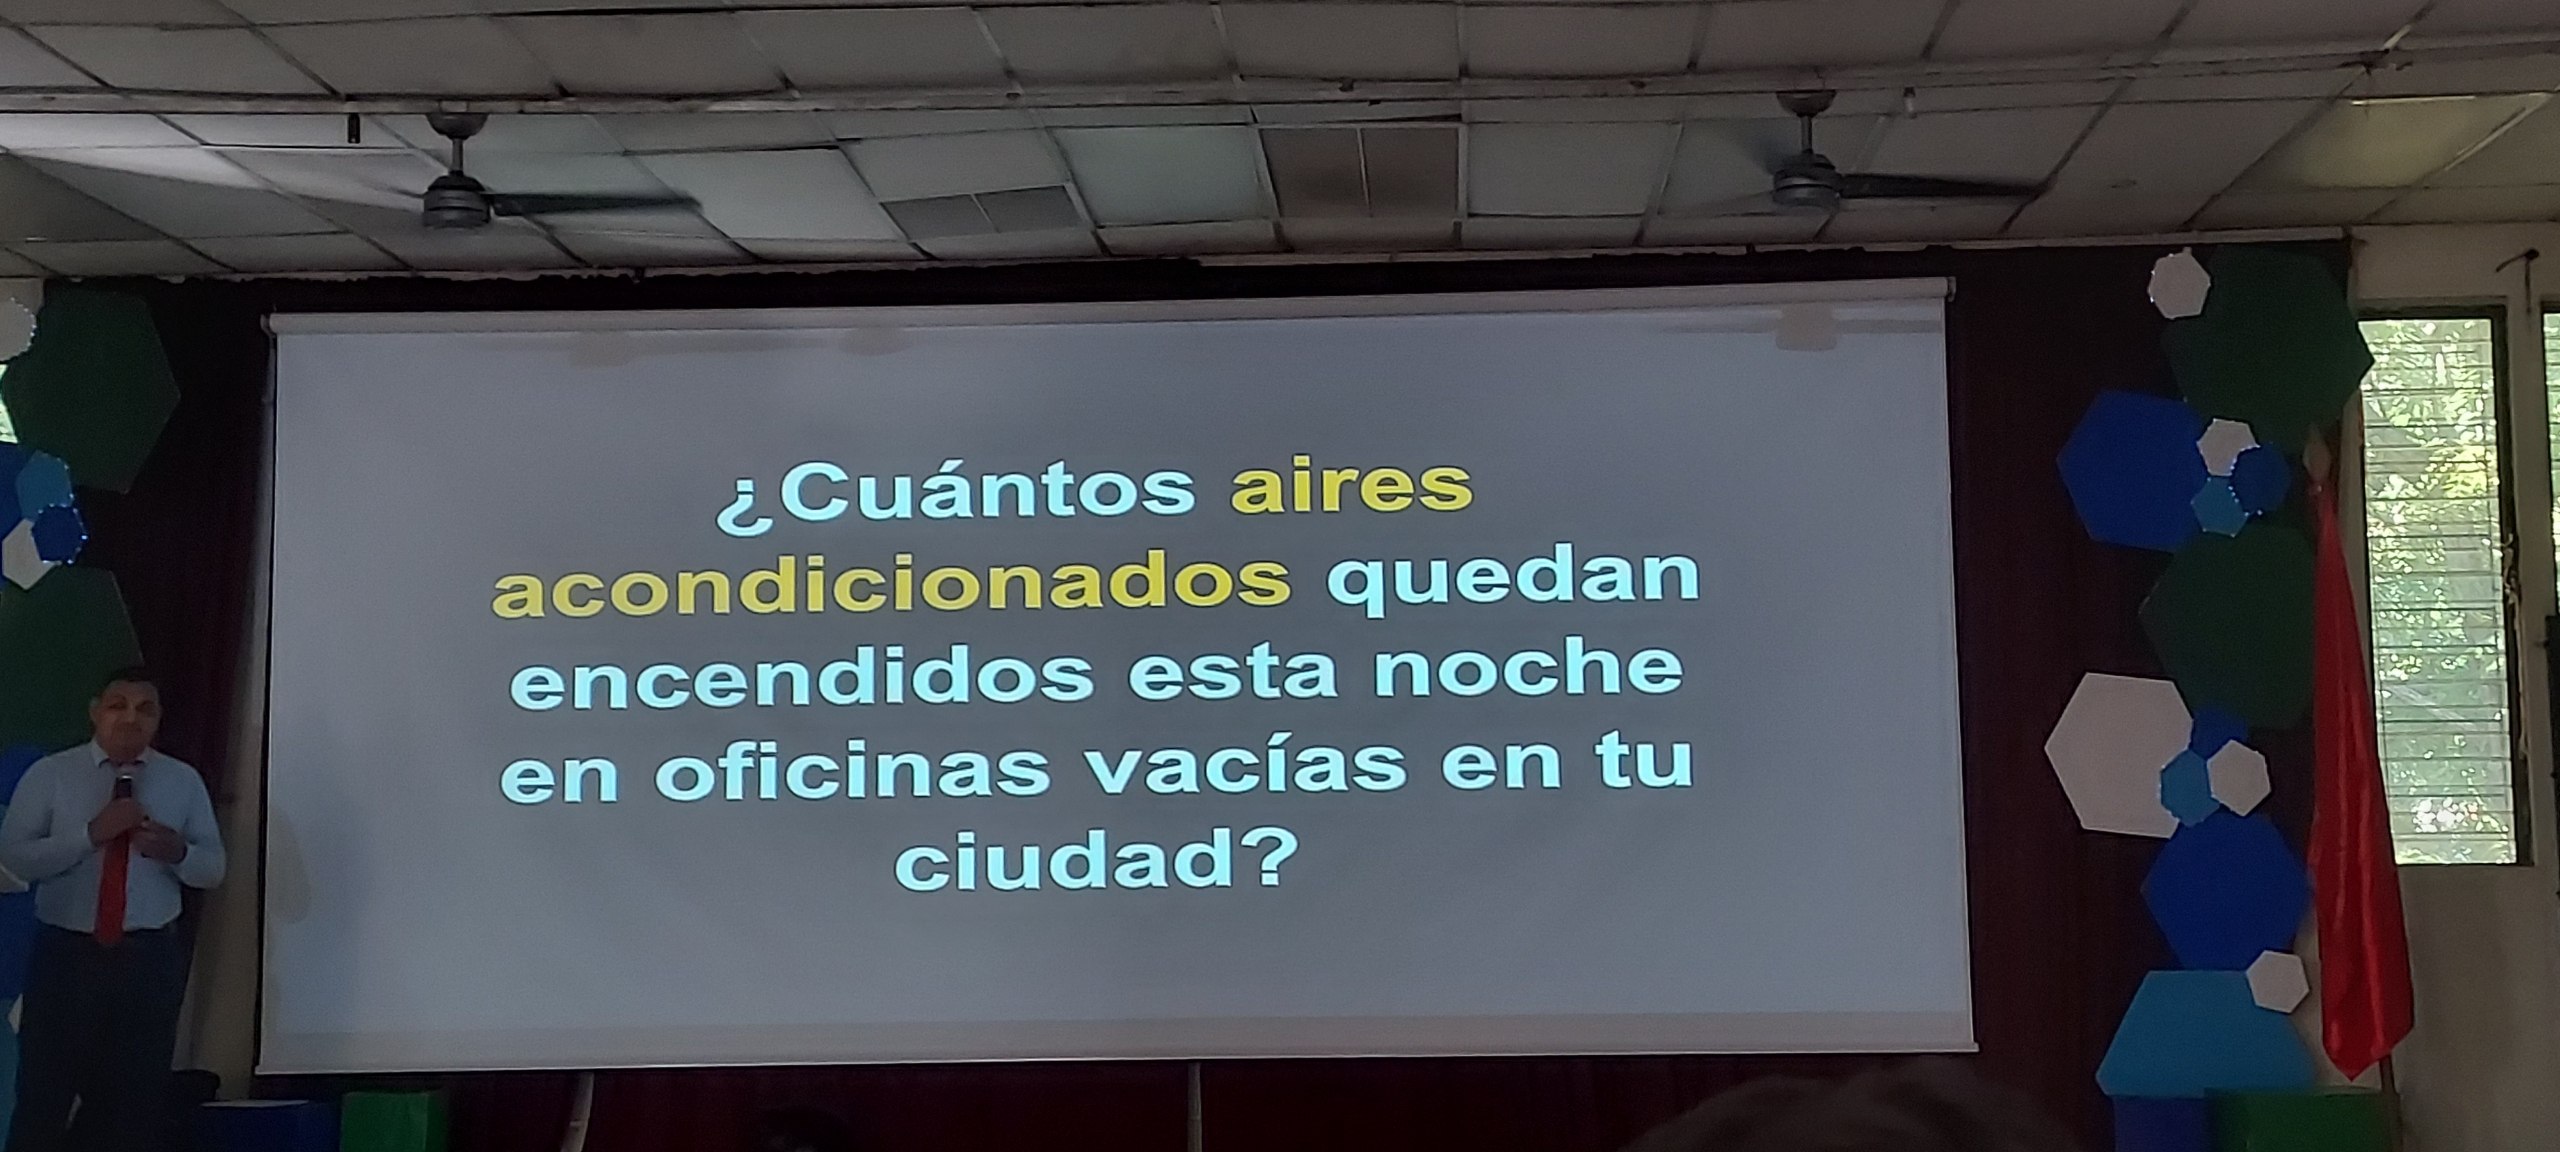 ¿Cuántos aires
acondicionados quedan
encendidos esta noche
en oficinas vacías en tu
ciudad?